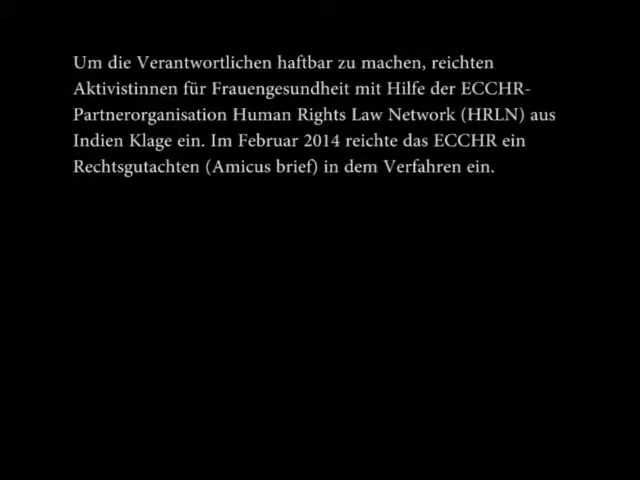 Um die Verantwortlichen haftbar zu machen, reichten
Aktivistinnen für Frauengesundheit mit Hilfe der ECCHR-
Partnerorganisation Human Rights Law Network (HRLN) aus
Indien Klage ein. Im Februar 2014 reichte das ECCHR ein
Rechtsgutachten (Amicus brief) in dem Verfahren ein.